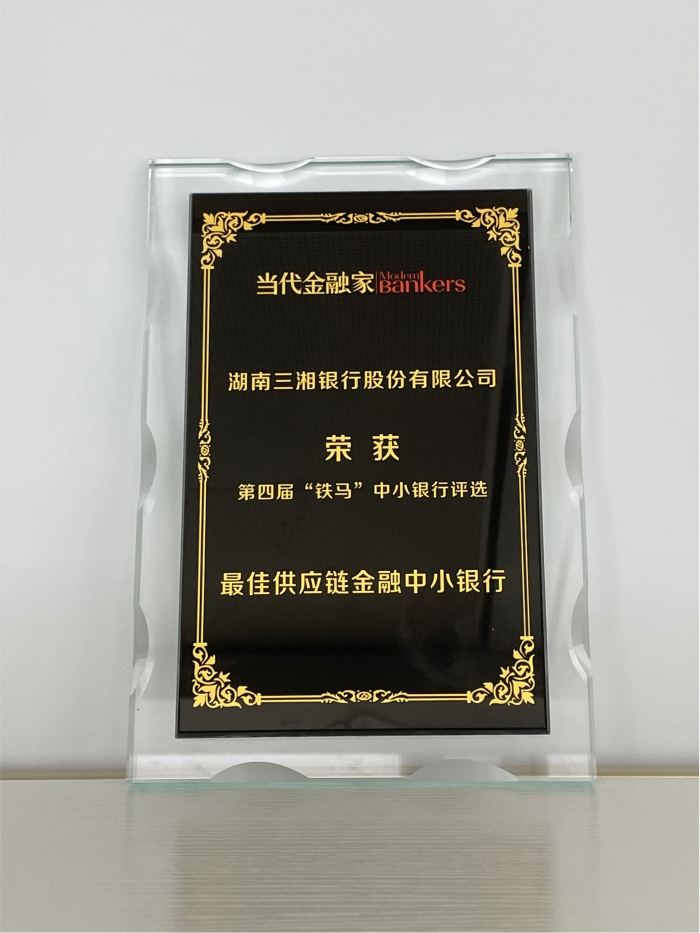 当代金融家 Modern Bankers
湖南三湘银行股份有限公司
荣获
第四届“铁马”中小银行评选
最佳供应链金融中小银行